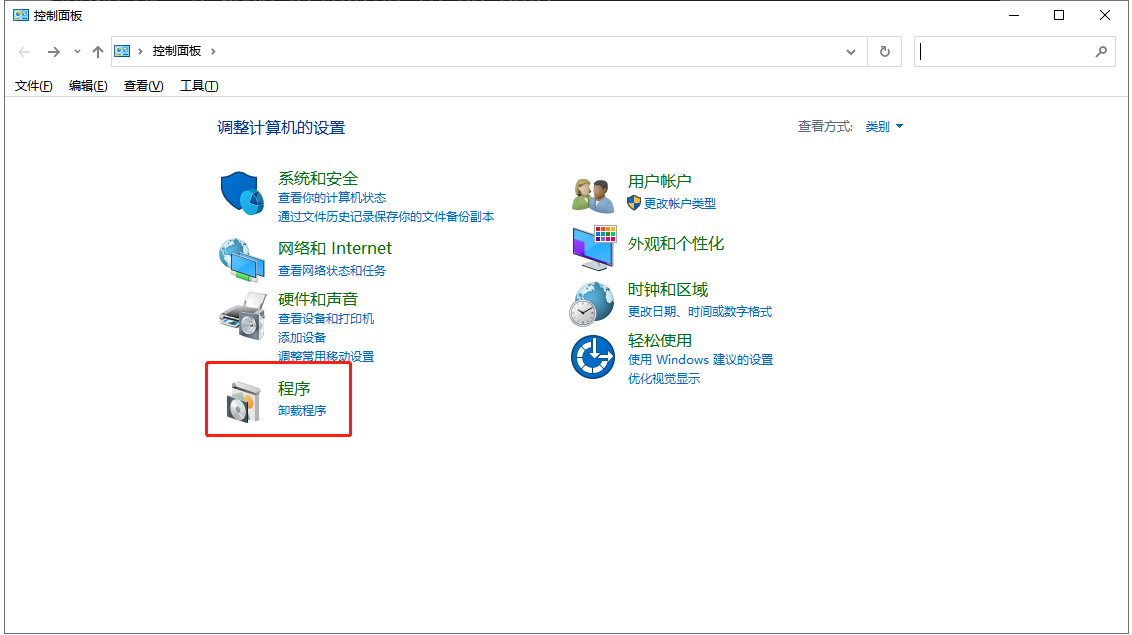 控制面板
控制面板
文件(F) 编辑(E) 查看(V) 工具(T)
调整计算机的设置
查看方式: 类别
系统和安全
查看你的计算机状态
通过文件历史记录保存你的文件备份副本
网络和 Internet
查看网络状态和任务
硬件和声音
查看设备和打印机
添加设备
调整常用移动设置
程序
卸载程序
用户帐户
更改帐户类型
外观和个性化
时钟和区域
更改日期、时间或数字格式
轻松使用
使用 Windows 建议的设置
优化视觉显示